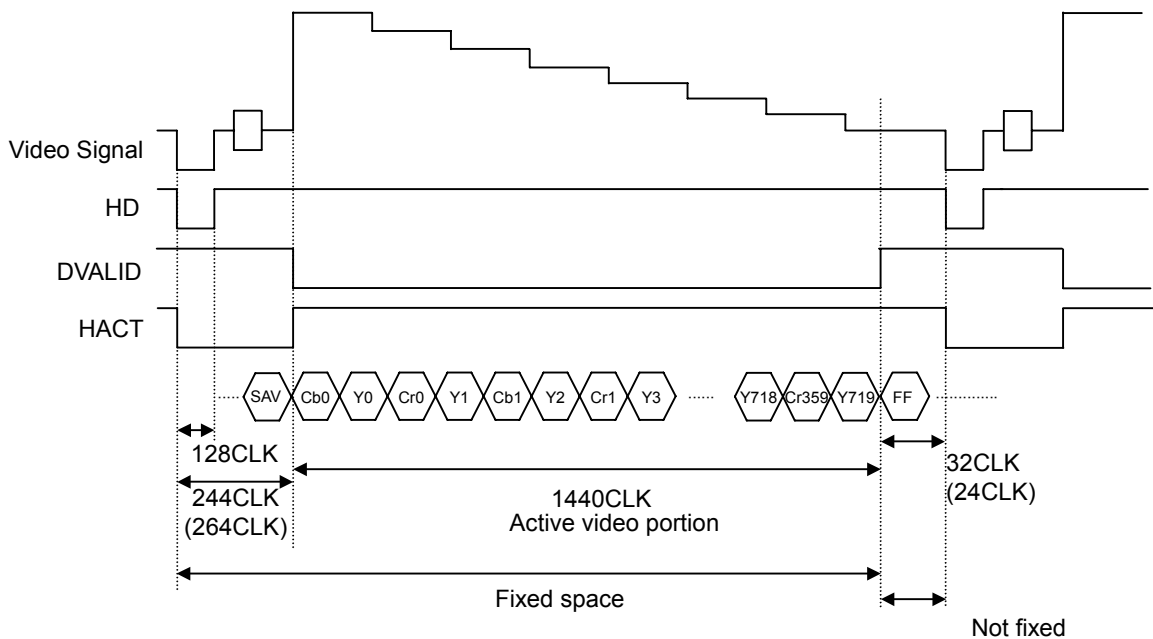 Video Signal
HD
DVALID
HACT
SAV Cb0 Y0 Cr0 Y1 Cb1 Y2 Cr1 Y3 Y718 Cr359 Y719 FF
128CLK
244CLK
(264CLK)
1440CLK
Active video portion
32CLK
(24CLK)
Fixed space
Not fixed